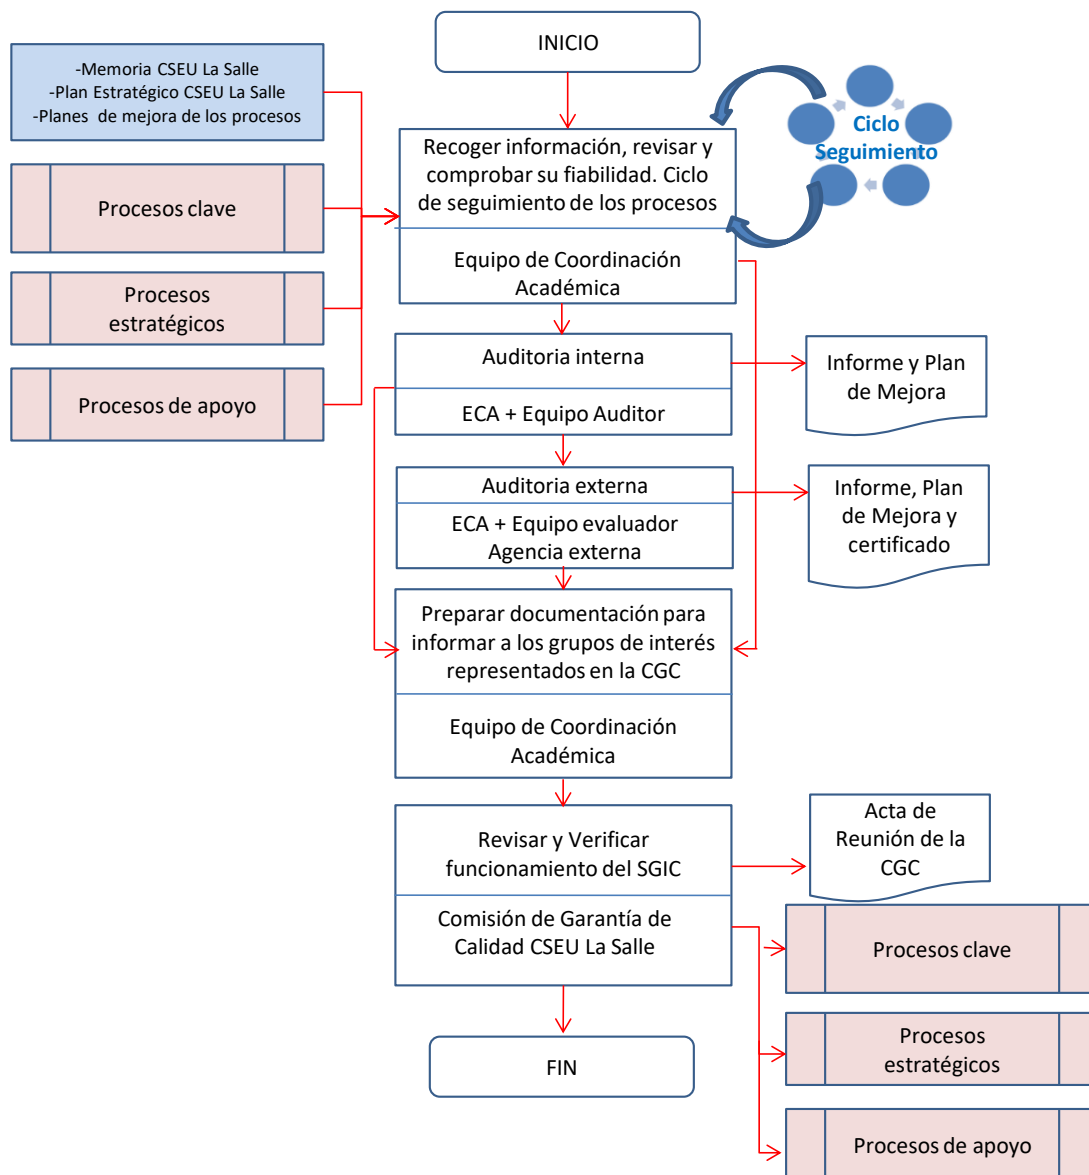 INICIO
-Memoria CSEU La Salle
-Plan Estratégico CSEU La Salle
-Planes de mejora de los procesos
Ciclo
Seguimiento
Recoger información, revisar y
comprobar su fiabilidad. Ciclo
de seguimiento de los procesos
Equipo de Coordinación
Académica
Procesos clave
Procesos
estratégicos
Procesos de apoyo
Auditoria interna
ECA + Equipo Auditor
Informe y Plan
de Mejora
Auditoria externa
ECA + Equipo evaluador
Agencia externa
Informe, Plan
de Mejora y
certificado
Preparar documentación para
informar a los grupos de interés
representados en la CGC
Equipo de Coordinación
Académica
Revisar y Verificar
funcionamiento del SGIC
Comisión de Garantía de
Calidad CSEU La Salle
Acta de
Reunión de la
CGC
Procesos clave
Procesos
estratégicos
Procesos de apoyo
FIN